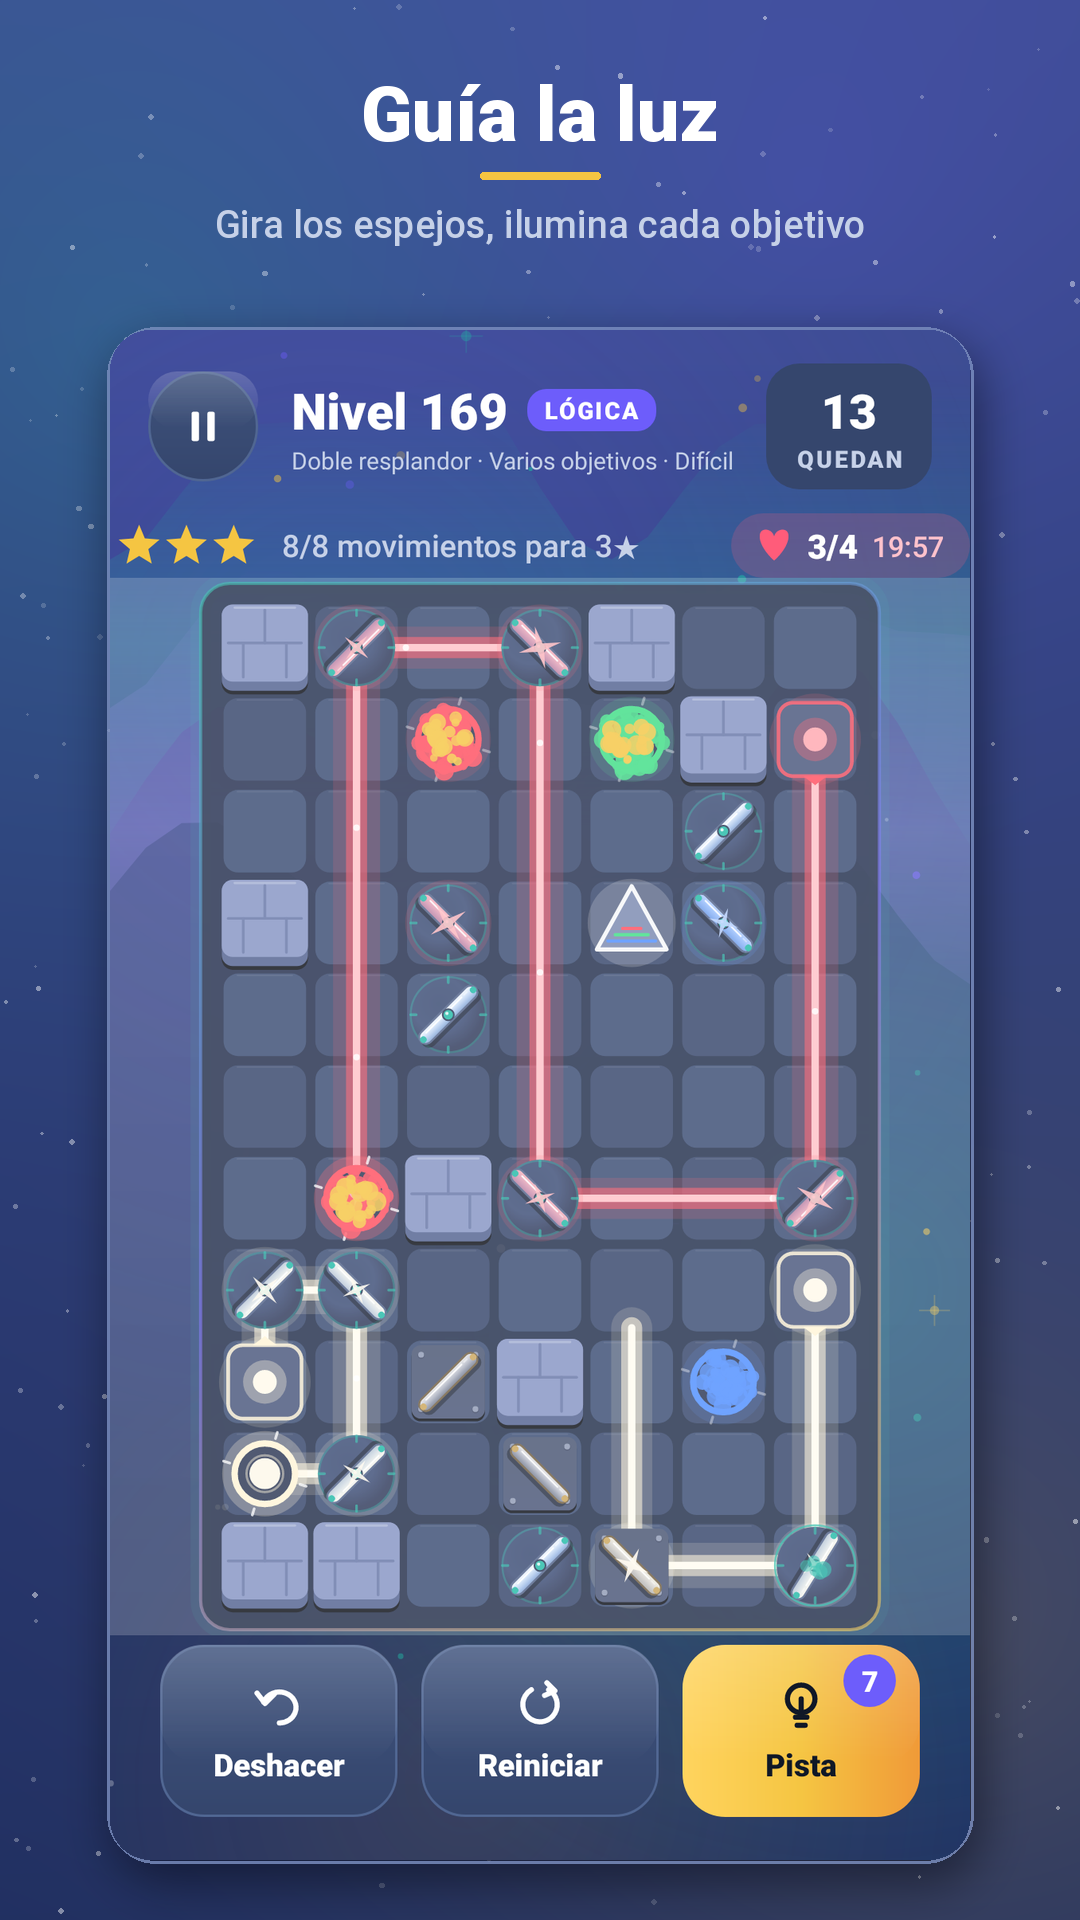 Guía la luz
Gira los espejos, ilumina cada objetivo
Nivel 169 LÓGICA
Doble resplandor · Varios objetivos · Difícil
13
QUEDAN
8/8 movimientos para 3★
3/4 19:57
Deshacer
Reiniciar
Pista
7